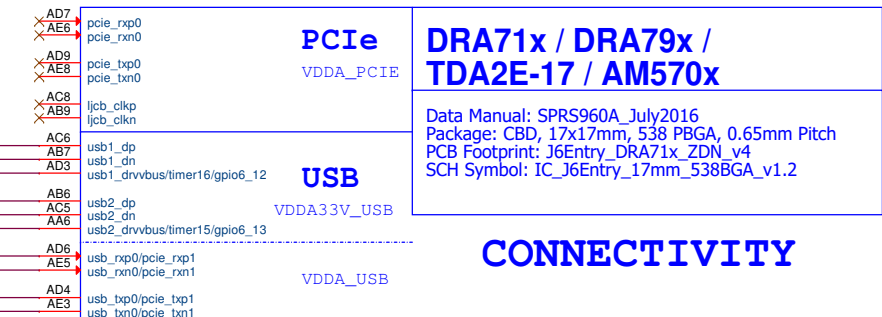 AD7 pcie_rxp0
AE6 pcie_rxn0
AD9 pcie_txp0
AE8 pcie_txn0
AC8 ljcb_clkp
AB9 ljcb_clkn
PCIe
VDDA_PCIE
AC6 usb1_dp
AB7 usb1_dn
AD3 usb1_drvvbus/timer16/gpio6_12
AB6 usb2_dp
AC5 usb2_dn
AA6 usb2_drvvbus/timer15/gpio6_13
USB
VDDA33V_USB
AD6 usb_rxp0/pcie_rxp1
AE5 usb_rxn0/pcie_rxn1
AD4 usb_txp0/pcie_txp1
AE3 usb_txn0/pcie_txn1
VDDA_USB
DRA71x / DRA79x /
TDA2E-17 / AM570x
Data Manual: SPRS960A_July2016
Package: CBD, 17x17mm, 538 PBGA, 0.65mm Pitch
PCB Footprint: J6Entry_DRA71x_ZDN_v4
SCH Symbol: IC_J6Entry_17mm_538BGA_v1.2
CONNECTIVITY